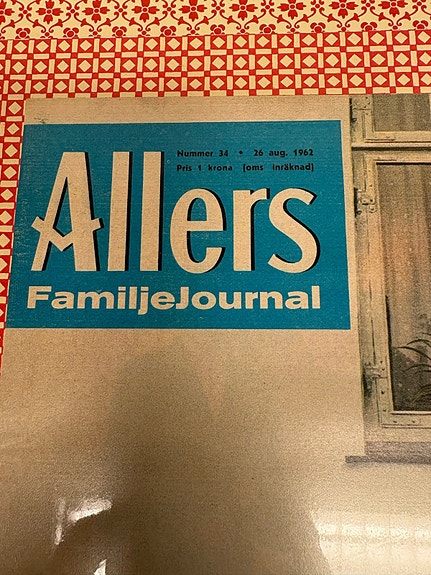 Nummer 34 • 26 aug. 1962
Pris 1 krona (oms inräknad)
Allers
FamiljeJournal